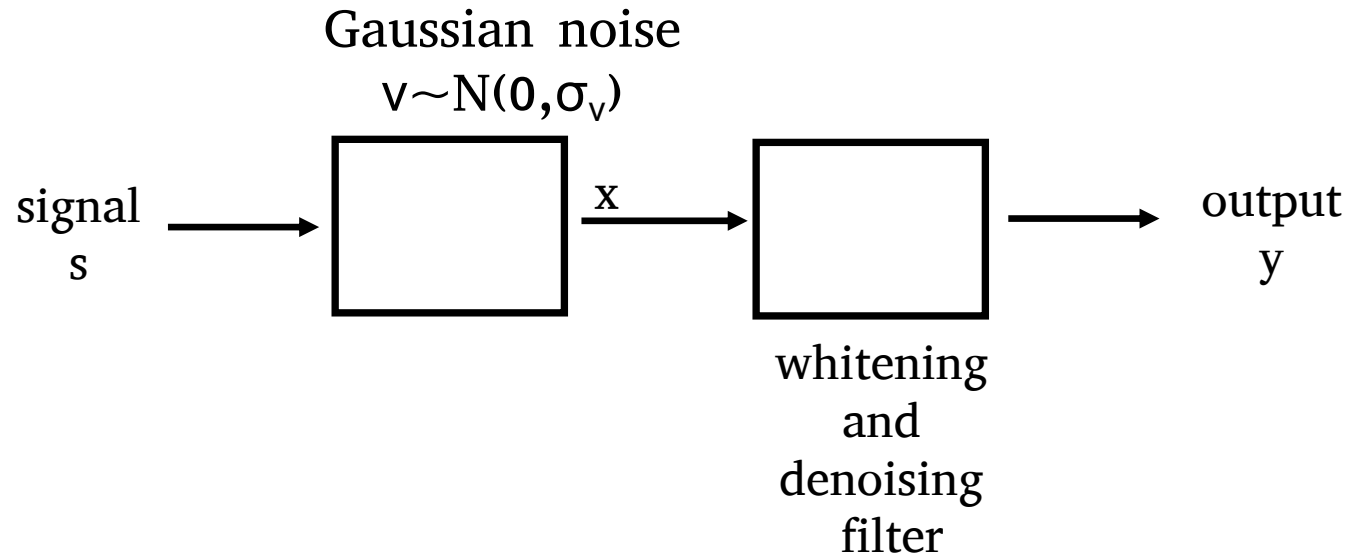 Gaussian noise
v~N(0,σᵥ)
signal
s
x
output
y
whitening
and
denoising
filter